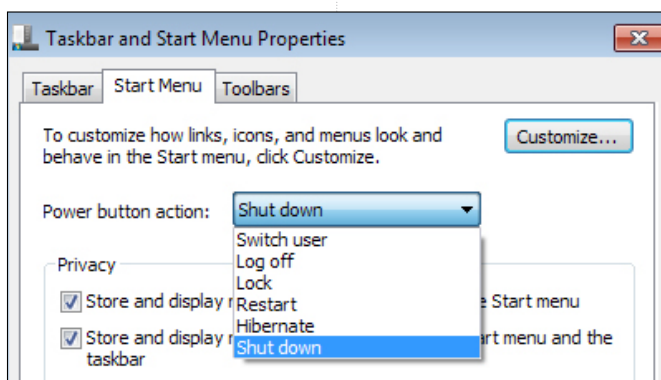 Taskbar and Start Menu Properties
Taskbar Start Menu Toolbars
To customize how links, icons, and menus look and
behave in the Start menu, click Customize.
Customize...
Power button action: Shut down
Switch user
Log off
Lock
Restart
Hibernate
Shut down
Privacy
Store and display Start menu
Store and display menu and the
taskbar